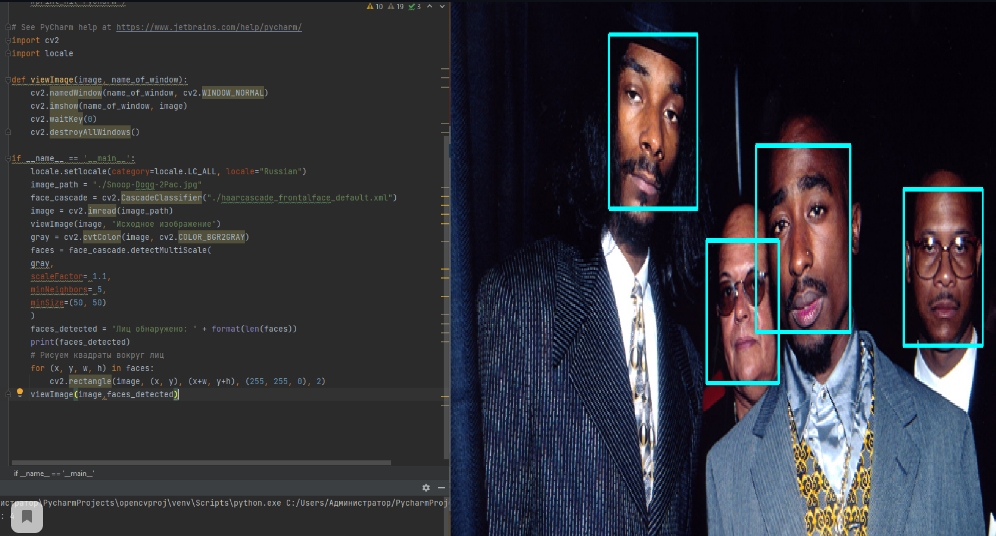 # See PyCharm help at https://www.jetbrains.com/help/pycharm/
import cv2
import locale
def viewImage(image, name_of_window):
cv2.namedWindow(name_of_window, cv2.WINDOW_NORMAL)
cv2.imshow(name_of_window, image)
cv2.waitKey(0)
cv2.destroyAllWindows()
if __name__ == '__main__':
locale.setlocale(category=locale.LC_ALL, locale="Russian")
image_path = "./Snoop-Dogg-2Pac.jpg"
face_cascade = cv2.CascadeClassifier("./haarcascade_frontalface_default.xml")
image = cv2.imread(image_path)
viewImage(image, "Исходное изображение")
gray = cv2.cvtColor(image, cv2.COLOR_BGR2GRAY)
faces = face_cascade.detectMultiScale(
gray,
scaleFactor= 1.1,
minNeighbors= 5,
minSize=(50, 50)
)
faces_detected = "Лиц обнаружено: " + format(len(faces))
print(faces_detected)
# Рисуем квадраты вокруг лиц
for (x, y, w, h) in faces:
cv2.rectangle(image, (x, y), (x+w, y+h), (255, 255, 0), 2)
viewImage(image,faces_detected)
10 19 3
if __name__ == '__main__'
истратор\PycharmProjects\opencvproj\venv\Scripts\python.exe C:/Users/Администратор/PycharmProj